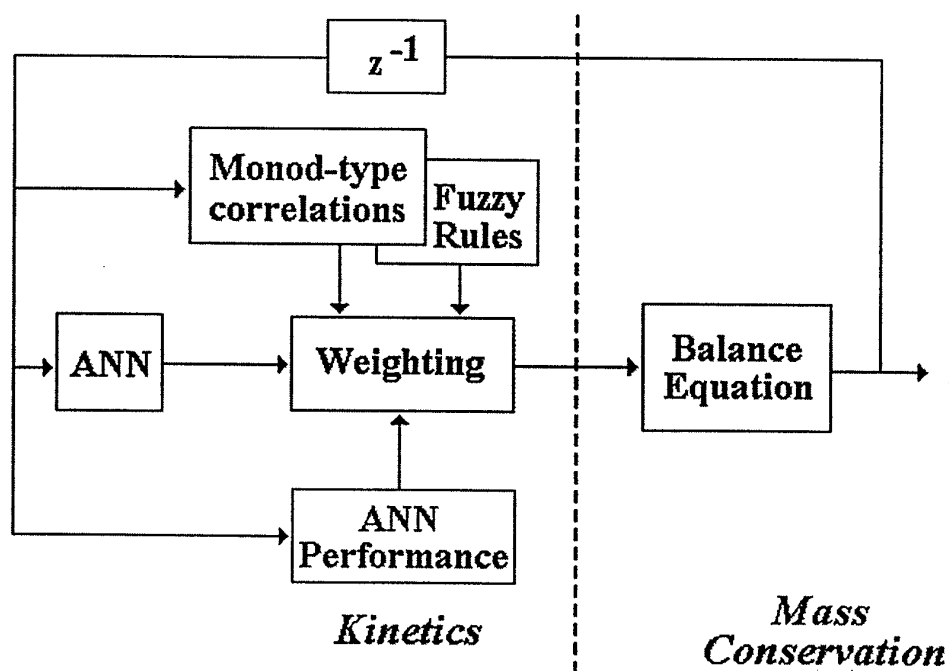 z⁻¹
Monod-type
correlations
Fuzzy
Rules
ANN
Weighting
Balance
Equation
ANN
Performance
Kinetics
Mass
Conservation